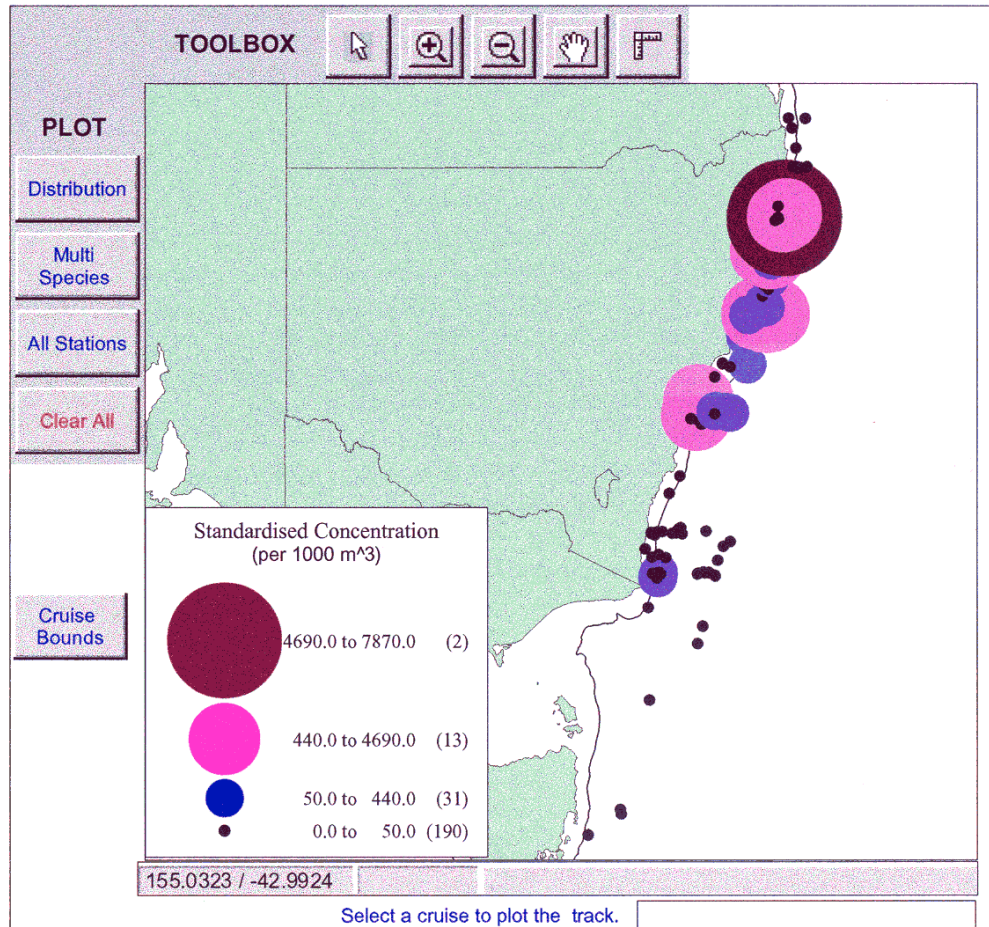 TOOLBOX
PLOT
Distribution
Multi
Species
All Stations
Clear All
Cruise
Bounds
Standardised Concentration
(per 1000 m^3)
4690.0 to 7870.0 (2)
440.0 to 4690.0 (13)
50.0 to 440.0 (31)
0.0 to 50.0 (190)
155.0323 / -42.9924
Select a cruise to plot the track.